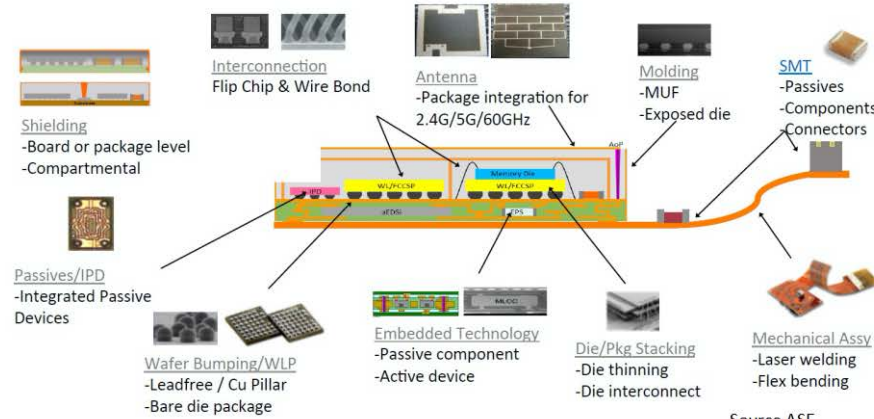 Shielding
-Board or package level
-Compartmental
Interconnection
Flip Chip & Wire Bond
Antenna
-Package integration for
2.4G/5G/60GHz
Molding
-MUF
-Exposed die
SMT
-Passives
-Components
-Connectors
AoP
Memory Die
IPD
WL/FCCSP
WL/FCCSP
aEDSi
EPS
Passives/IPD
-Integrated Passive
Devices
Wafer Bumping/WLP
-Leadfree / Cu Pillar
-Bare die package
MLCC
Embedded Technology
-Passive component
-Active device
Die/Pkg Stacking
-Die thinning
-Die interconnect
Mechanical Assy
-Laser welding
-Flex bending
Source ASE